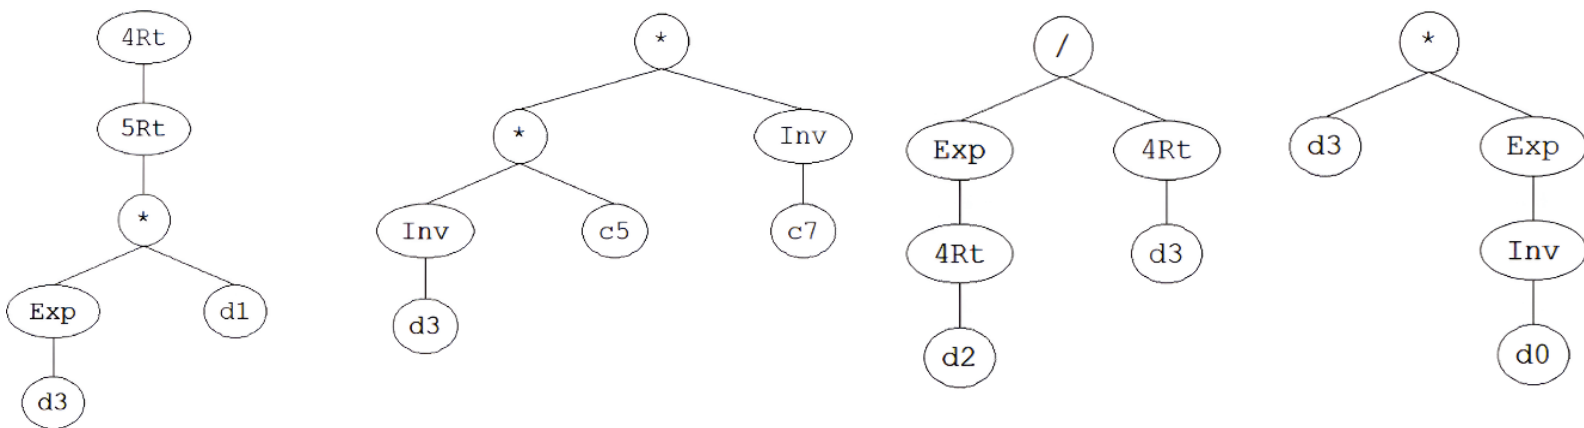 4Rt
5Rt
*
Exp d1
d3
*
* Inv
Inv c5 c7
d3
/
Exp 4Rt
4Rt d3
d2
*
d3 Exp
Inv
d0